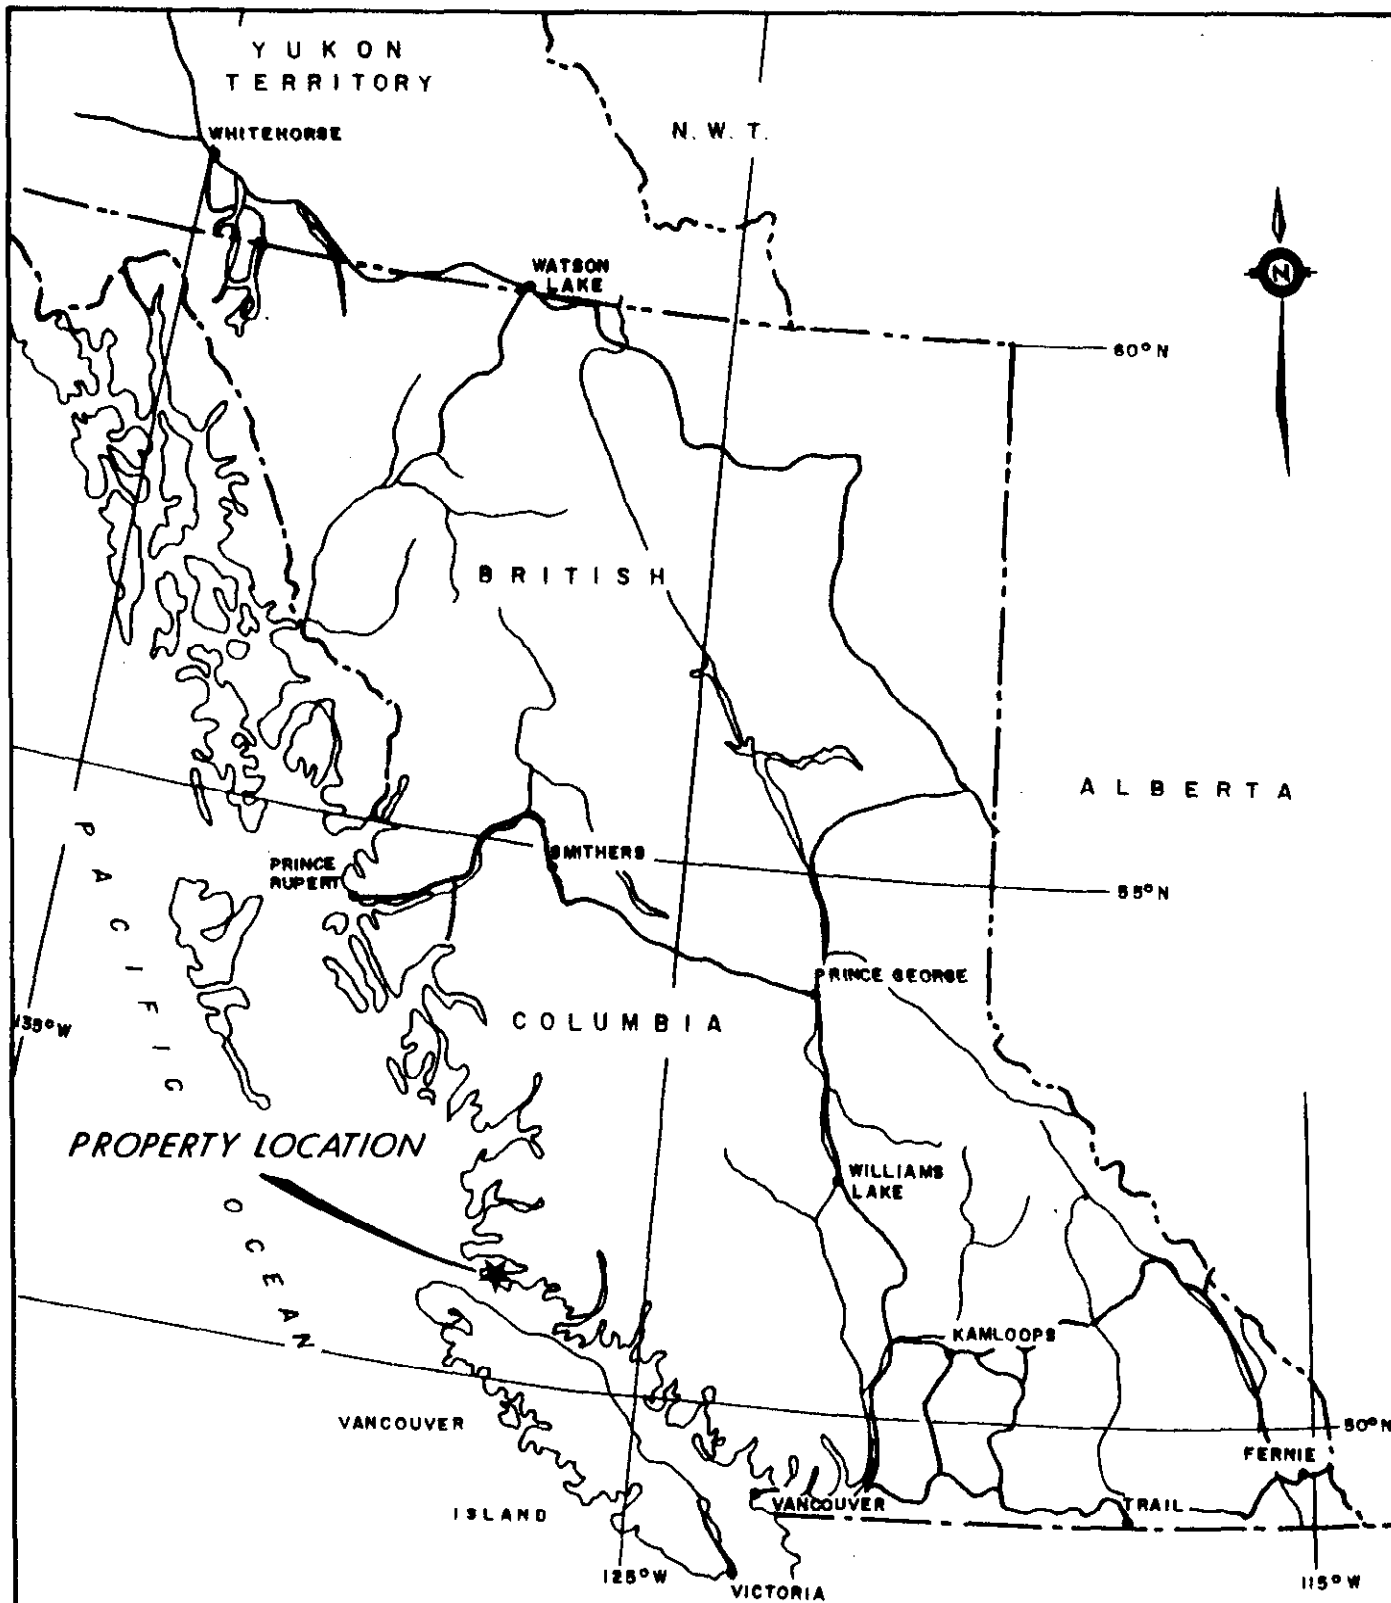 YUKON
TERRITORY
WHITEHORSE
N. W. T.
N
WATSON
LAKE
60° N
BRITISH
ALBERTA
PACIFIC
OCEAN
PRINCE
RUPERT
SMITHERS
55° N
PRINCE GEORGE
COLUMBIA
135° W
PROPERTY LOCATION
WILLIAMS
LAKE
KAMLOOPS
VANCOUVER
ISLAND
50° N
FERNIE
VANCOUVER
TRAIL
125° W
VICTORIA
115° W